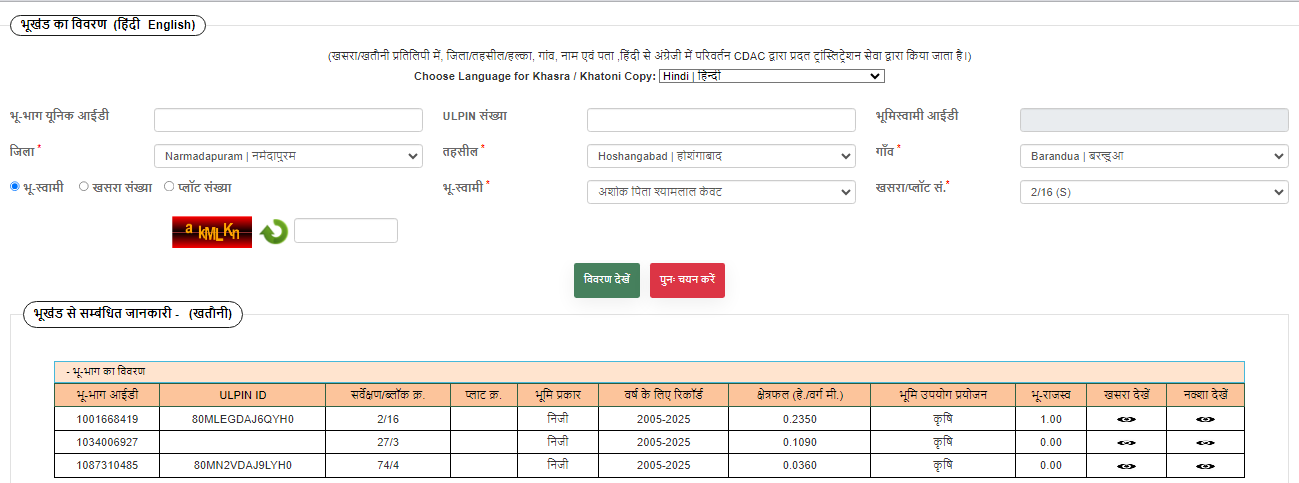 भूखंड का विवरण (हिंदी English)
(खसरा/खतौनी प्रतिलिपी में, जिला/तहसील/हल्का, गांव, नाम एवं पता ,हिंदी से अंग्रेजी में परिवर्तन CDAC द्वारा प्रदत ट्रांस्लिट्रेशन सेवा द्वारा किया जाता है।)
Choose Language for Khasra / Khatoni Copy: Hindi | हिन्दी
भू-भाग यूनिक आईडी ULPIN संख्या भूमिस्वामी आईडी
जिला * Narmadapuram | नर्मदापुरम तहसील * Hoshangabad | होशंगाबाद गाँव * Barandua | बरन्डुआ
भू-स्वामी खसरा संख्या प्लॉट संख्या भू-स्वामी * अशोक पिता श्यामलाल केवट खसरा/प्लॉट सं.* 2/16 (S)
a kMLKn
विवरण देखें पुनः चयन करें
भूखंड से सम्बंधित जानकारी - (खतौनी)
- भू-भाग का विवरण
भू-भाग आईडी ULPIN ID सर्वेक्षण/ब्लॉक क्र. प्लाट क्र. भूमि प्रकार वर्ष के लिए रिकॉर्ड क्षेत्रफल (हे./वर्ग मी.) भूमि उपयोग प्रयोजन भू-राजस्व खसरा देखें नक्शा देखें
1001668419 80MLEGDAJ6QYH0 2/16 निजी 2005-2025 0.2350 कृषि 1.00
1034006927 27/3 निजी 2005-2025 0.1090 कृषि 0.00
1087310485 80MN2VDAJ9LYH0 74/4 निजी 2005-2025 0.0360 कृषि 0.00